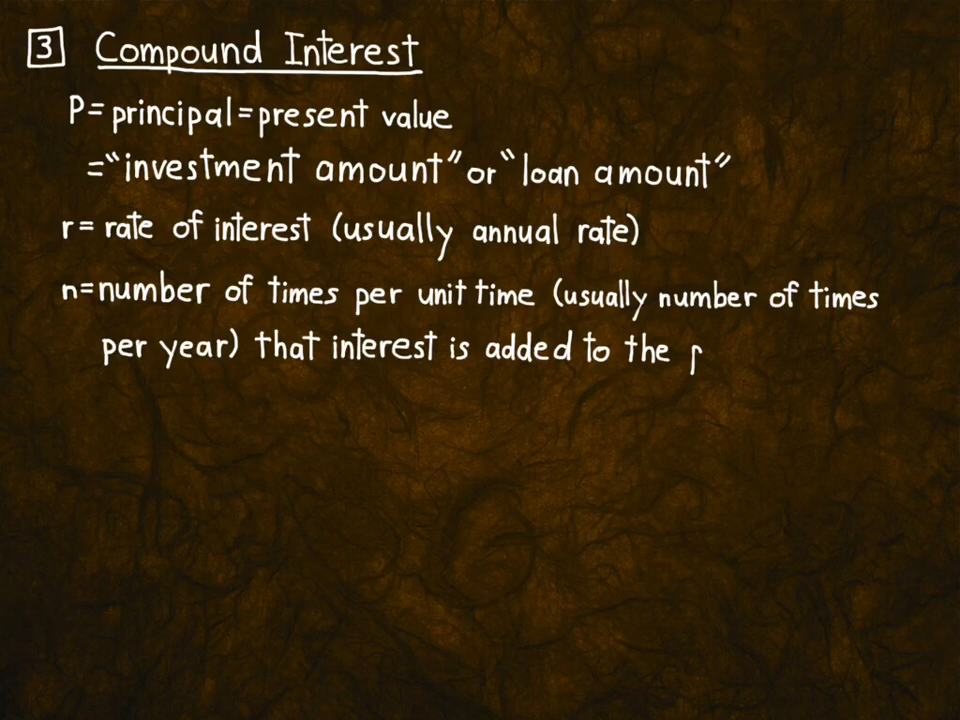 3 Compound Interest
P=principal=present value
="investment amount" or "loan amount"
r= rate of interest (usually annual rate)
n=number of times per unit time (usually number of times
per year) that interest is added to the